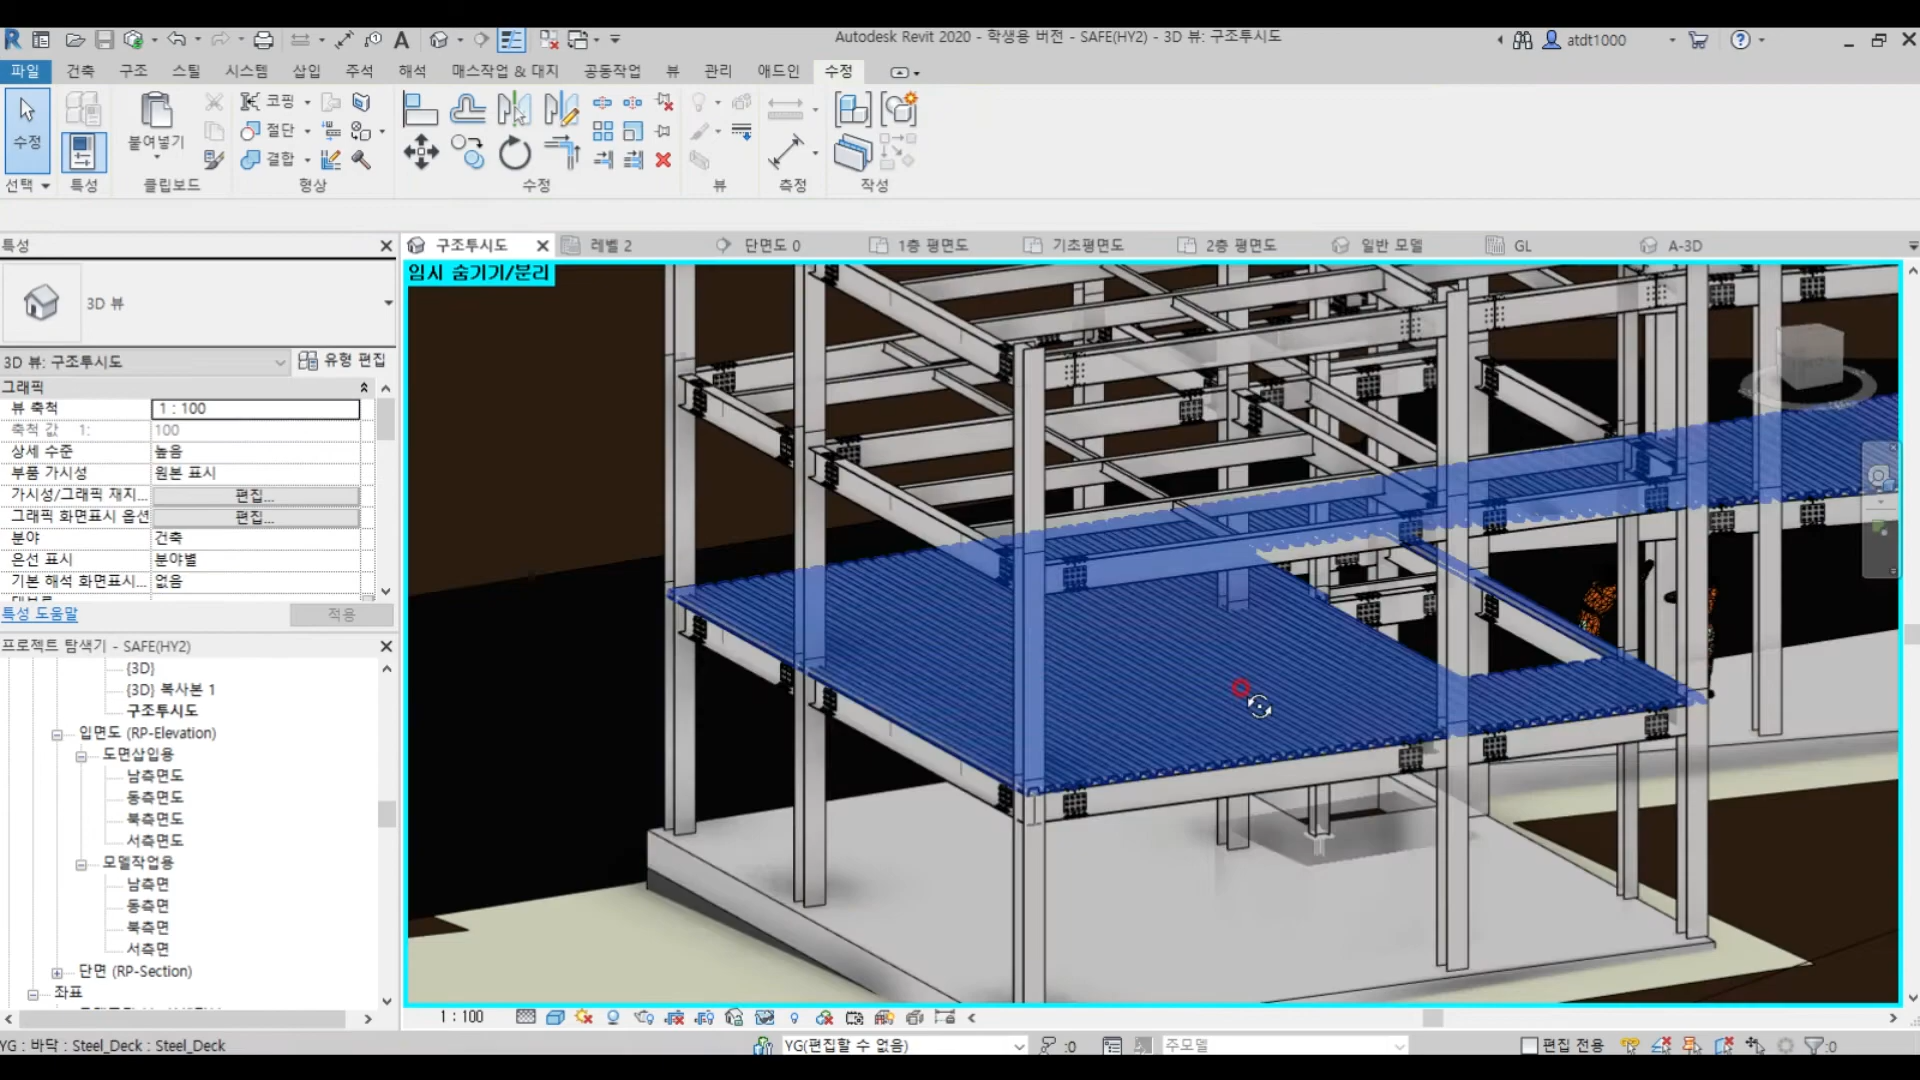 Autodesk Revit 2020 - 학생용 버전 - SAFE(HY2) - 3D 뷰: 구조투시도
atdt1000
파일 건축 구조 스틸 시스템 삽입 주석 해석 매스작업 & 대지 공동작업 뷰 관리 애드인 수정
수정
붙여넣기
코핑
절단
결합
선택 특성 클립보드 형상 수정 뷰 측정 작성
특성
구조투시도 레벨 2 단면도 0 1층 평면도 기초평면도 2층 평면도 일반 모델 GL A-3D
임시 숨기기/분리
3D 뷰
3D 뷰: 구조투시도 유형 편집
그래픽
뷰 축척 1 : 100
축척 값 1: 100
상세 수준 높음
부품 가시성 원본 표시
가시성/그래픽 재지... 편집...
그래픽 화면표시 옵션 편집...
분야 건축
은선 표시 분야별
기본 해석 화면표시... 없음
특성 도움말 적용
프로젝트 탐색기 - SAFE(HY2)
{3D}
{3D} 복사본 1
구조투시도
입면도 (RP-Elevation)
도면삽입용
남측면도
동측면도
북측면도
서측면도
모델작업용
남측면
동측면
북측면
서측면
단면 (RP-Section)
좌표
1 : 100
YG : 바닥 : Steel_Deck : Steel_Deck
YG(편집할 수 없음)
:0
주모델
편집 전용
:0